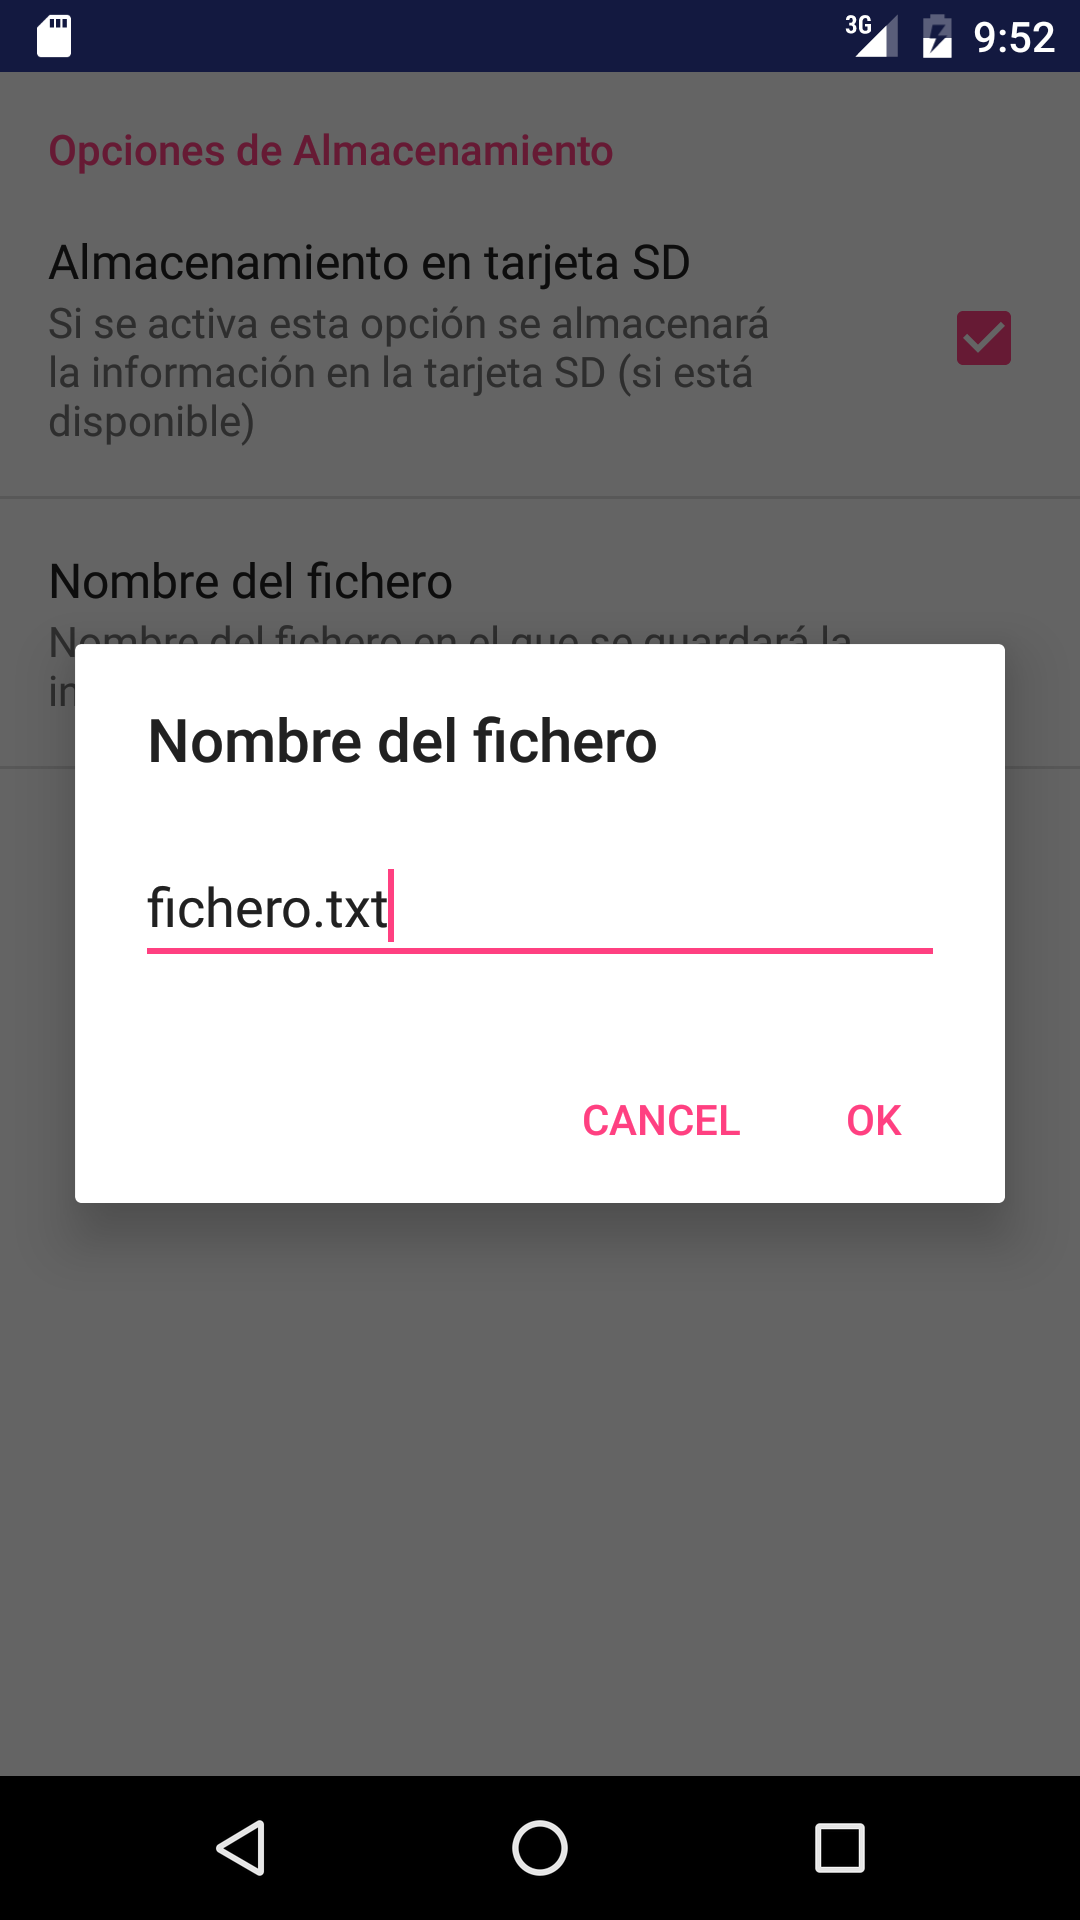 3G 9:52
Opciones de Almacenamiento
Almacenamiento en tarjeta SD
Si se activa esta opción se almacenará
la información en la tarjeta SD (si está
disponible)
Nombre del fichero
Nombre del fichero en el que se guardará la
in
Nombre del fichero
fichero.txt
CANCEL OK